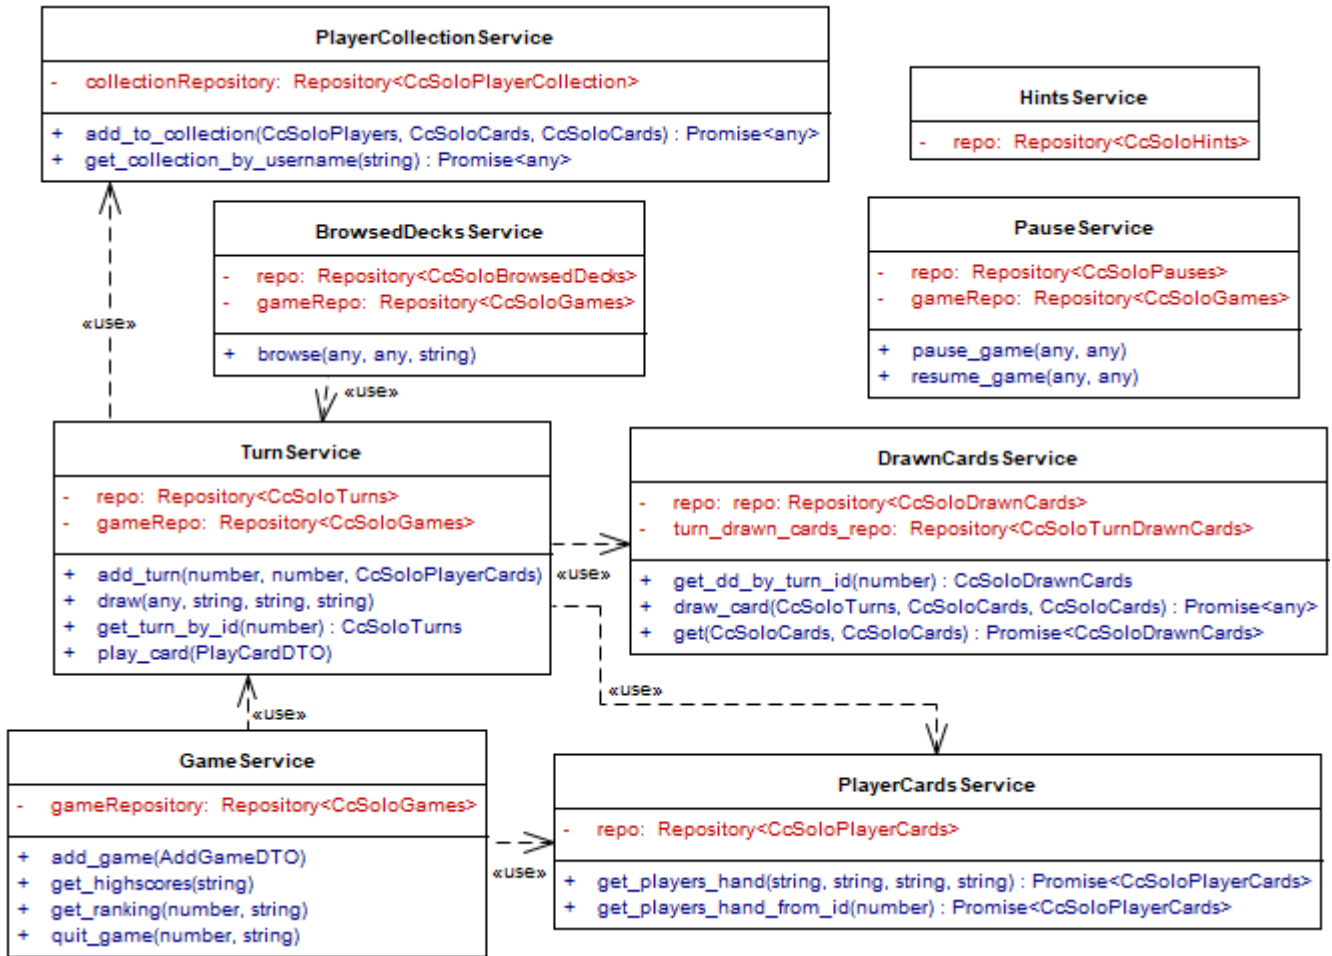 PlayerCollectionService
- collectionRepository: Repository<CcSoloPlayerCollection>
+ add_to_collection(CcSoloPlayers, CcSoloCards, CcSoloCards) : Promise<any>
+ get_collection_by_username(string) : Promise<any>
HintsService
- repo: Repository<CcSoloHints>
BrowsedDecksService
- repo: Repository<CcSoloBrowsedDecks>
- gameRepo: Repository<CcSoloGames>
+ browse(any, any, string)
PauseService
- repo: Repository<CcSoloPauses>
- gameRepo: Repository<CcSoloGames>
+ pause_game(any, any)
+ resume_game(any, any)
«use»
«use»
TurnService
- repo: Repository<CcSoloTurns>
- gameRepo: Repository<CcSoloGames>
+ add_turn(number, number, CcSoloPlayerCards)
+ draw(any, string, string, string)
+ get_turn_by_id(number) : CcSoloTurns
+ play_card(PlayCardDTO)
«use»
DrawnCardsService
- repo: repo: Repository<CcSoloDrawnCards>
- turn_drawn_cards_repo: Repository<CcSoloTurnDrawnCards>
+ get_dd_by_turn_id(number) : CcSoloDrawnCards
+ draw_card(CcSoloTurns, CcSoloCards, CcSoloCards) : Promise<any>
+ get(CcSoloCards, CcSoloCards) : Promise<CcSoloDrawnCards>
«use»
«use»
GameService
- gameRepository: Repository<CcSoloGames>
+ add_game(AddGameDTO)
+ get_highscores(string)
+ get_ranking(number, string)
+ quit_game(number, string)
«use»
PlayerCardsService
- repo: Repository<CcSoloPlayerCards>
+ get_players_hand(string, string, string, string) : Promise<CcSoloPlayerCards>
+ get_players_hand_from_id(number) : Promise<CcSoloPlayerCards>